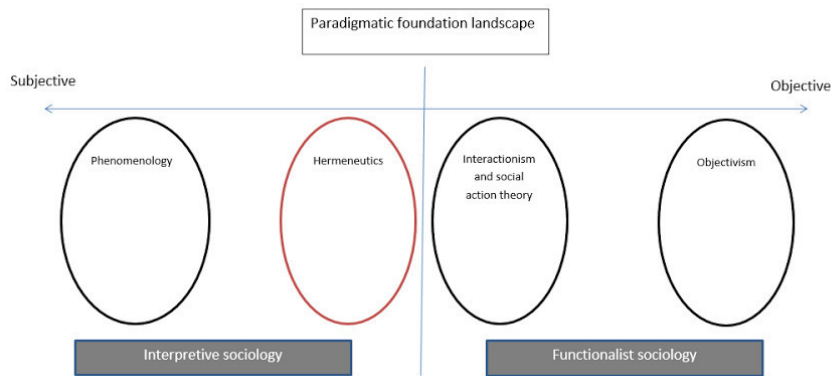 Paradigmatic foundation landscape
Subjective
Objective
Phenomenology
Hermeneutics
Interactionism
and social
action theory
Objectivism
Interpretive sociology
Functionalist sociology